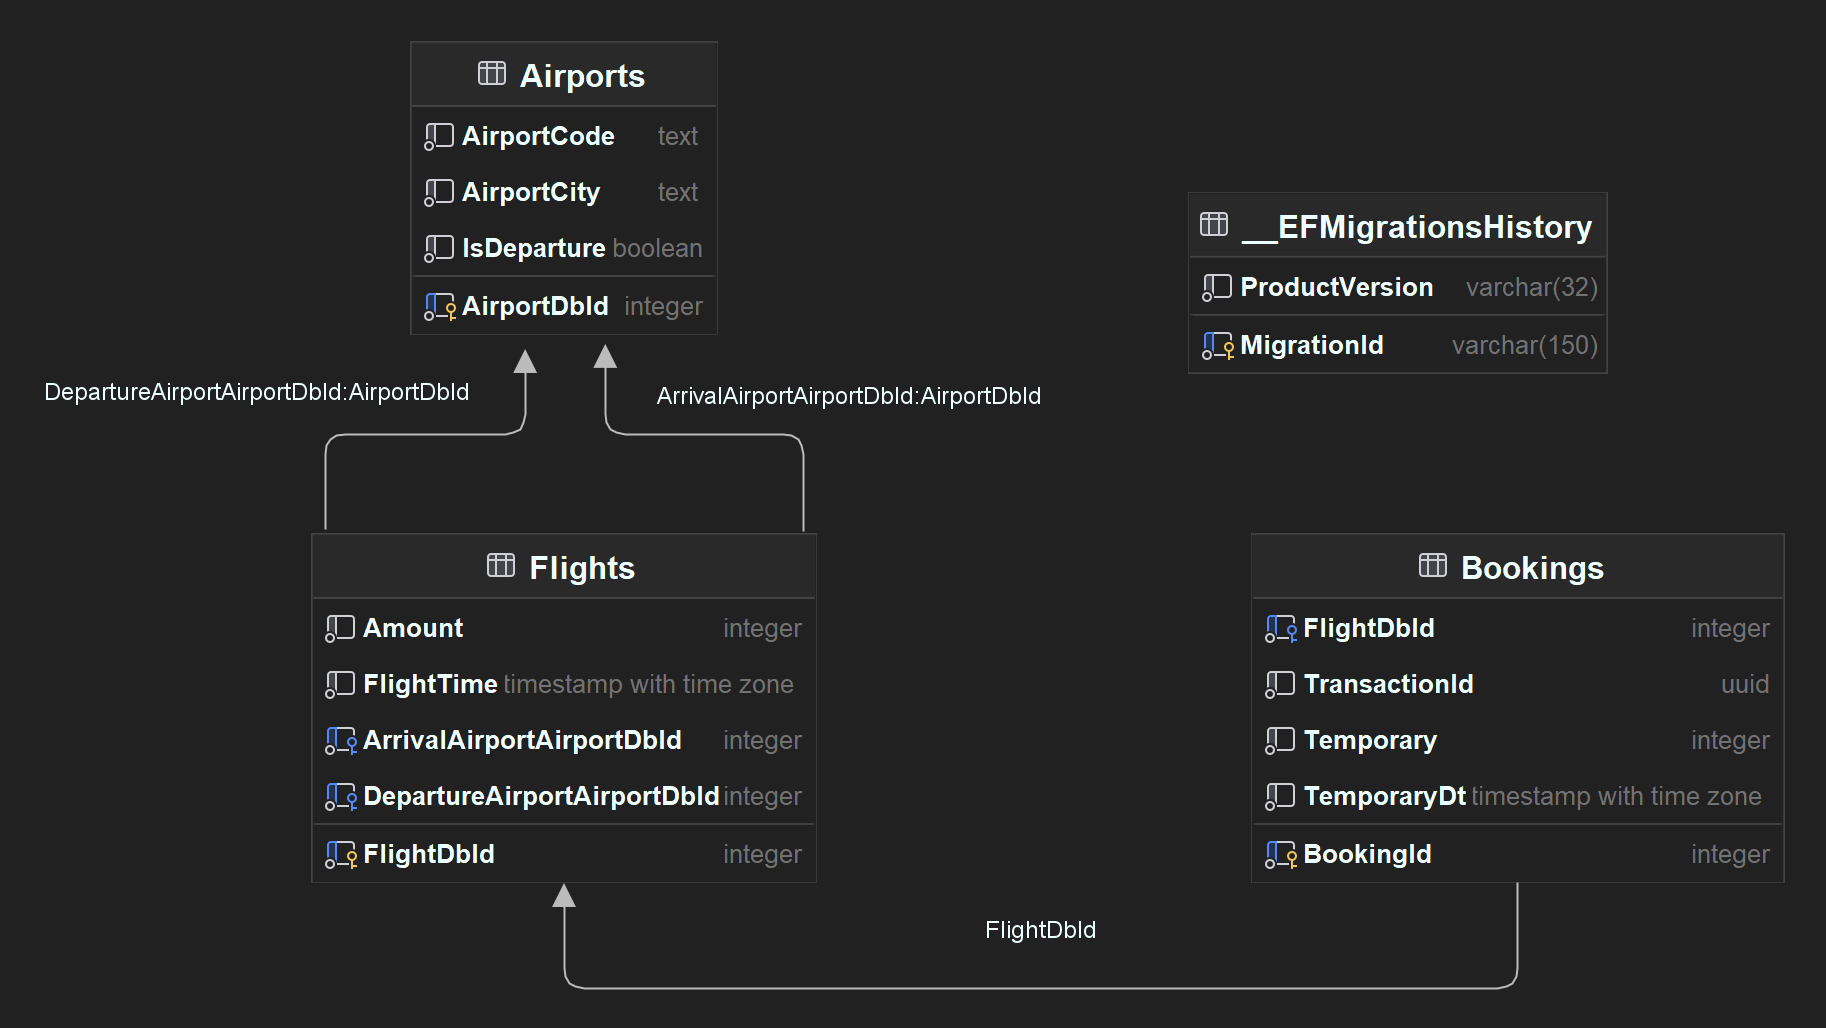 Airports
AirportCode text
AirportCity text
IsDeparture boolean
AirportDbId integer
__EFMigrationsHistory
ProductVersion varchar(32)
MigrationId varchar(150)
DepartureAirportAirportDbId:AirportDbId
ArrivalAirportAirportDbId:AirportDbId
Flights
Amount integer
FlightTime timestamp with time zone
ArrivalAirportAirportDbId integer
DepartureAirportAirportDbId integer
FlightDbId integer
Bookings
FlightDbId integer
TransactionId uuid
Temporary integer
TemporaryDt timestamp with time zone
BookingId integer
FlightDbId